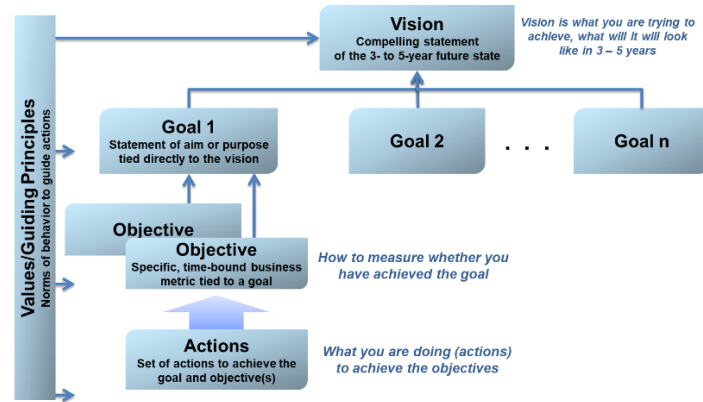 Vision
Compelling statement
of the 3- to 5-year future state
Vision is what you are trying to
achieve, what will It will look
like in 3 – 5 years
Values/Guiding Principles
Norms of behavior to guide actions
Goal 1
Statement of aim or purpose
tied directly to the vision
Goal 2
. . .
Goal n
Objective
Objective
Specific, time-bound business
metric tied to a goal
How to measure whether you
have achieved the goal
Actions
Set of actions to achieve the
goal and objective(s)
What you are doing (actions)
to achieve the objectives